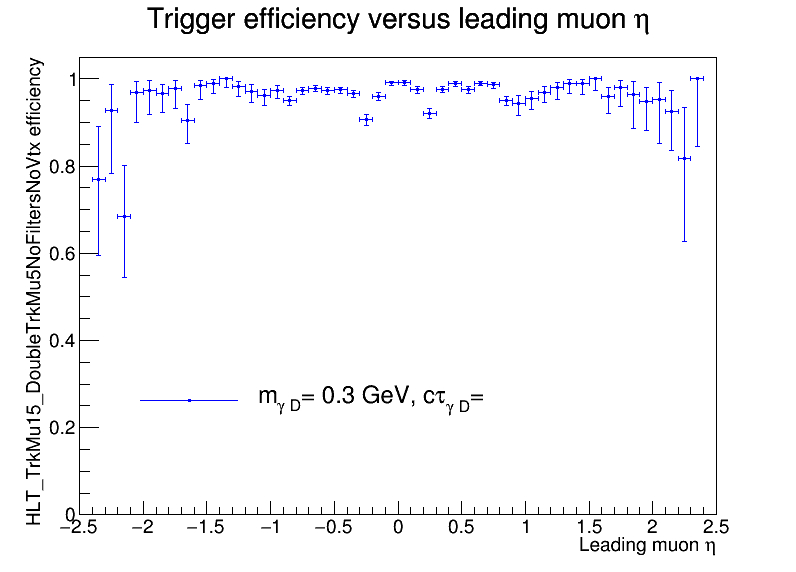 Trigger efficiency versus leading muon η
HLT_TrkMu15_DoubleTrkMu5NoFiltersNoVtx efficiency
1
0.8
0.6
0.4
0.2
0
m_γ D= 0.3 GeV, cτ_γ D=
−2.5 −2 −1.5 −1 −0.5 0 0.5 1 1.5 2 2.5
Leading muon η